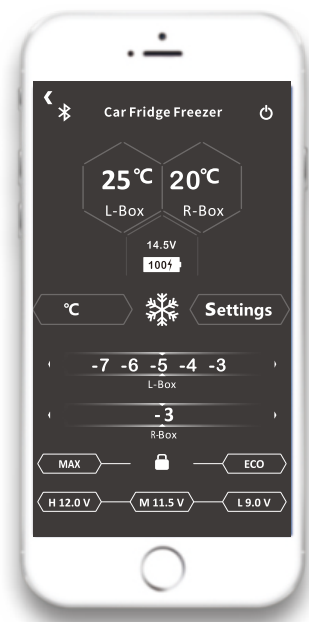 Car Fridge Freezer
25°C 20°C
L-Box R-Box
14.5V
100
°C Settings
-7 -6 -5 -4 -3
L-Box
-3
R-Box
MAX ECO
H 12.0 V M 11.5 V L 9.0 V